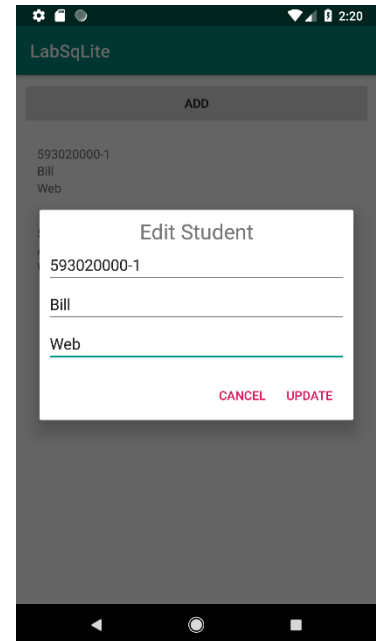 2:20
LabSqLite
ADD
593020000-1
Bill
Web
Edit Student
593020000-1
Bill
Web
CANCEL UPDATE